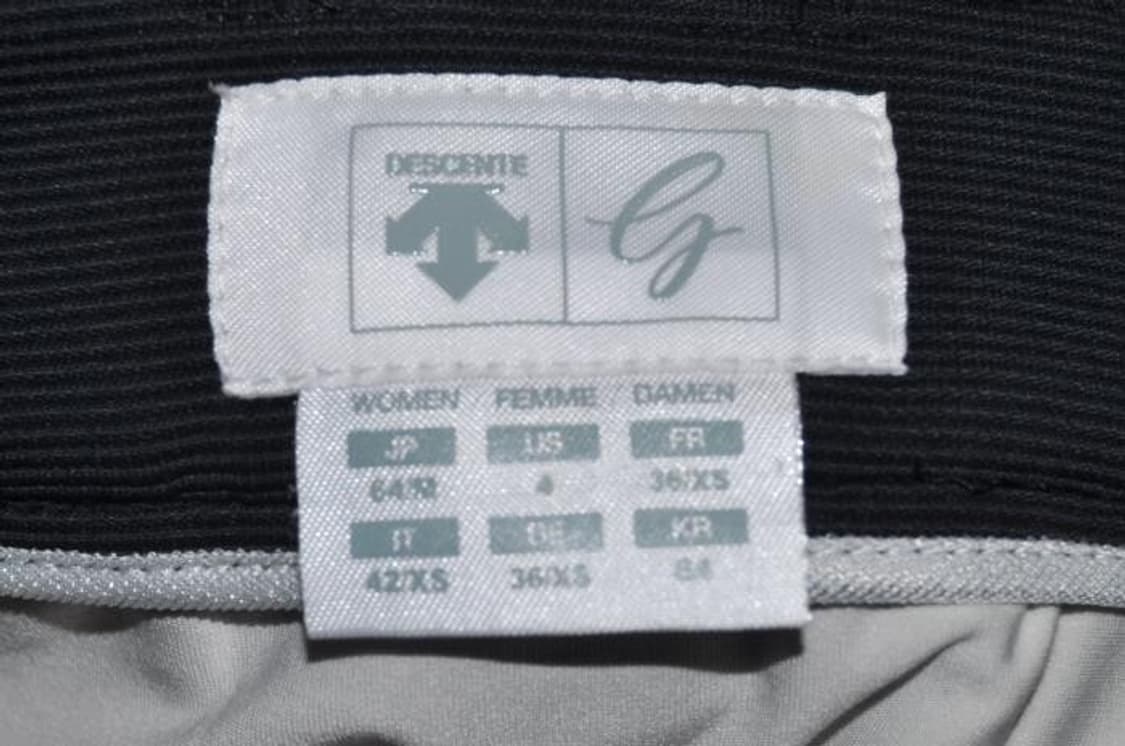 DESCENTE
WOMEN FEMME DAMEN
JP US FR
64/M 4 36/XS
IT DE KR
42/XS 36/XS 64